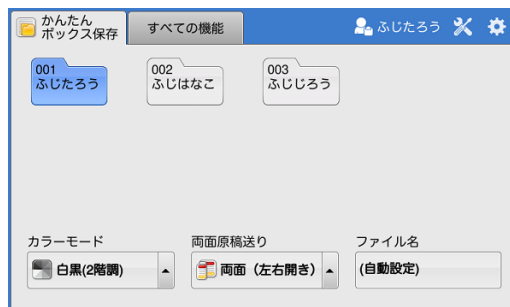 かんたん
ボックス保存
すべての機能
ふじたろう
001
ふじたろう
002
ふじはなこ
003
ふじじろう
カラーモード
両面原稿送り
ファイル名
白黒(2階調)
両面（左右開き）
(自動設定)